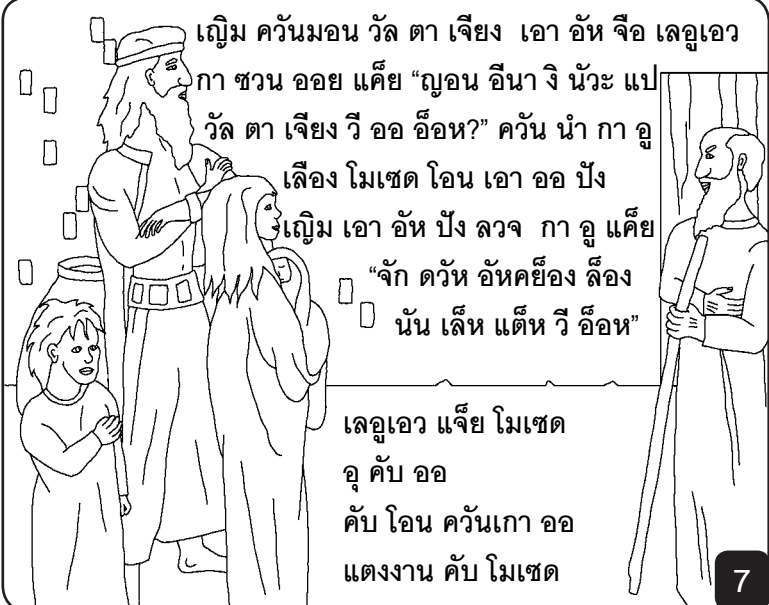 เญิม ควันมอน วัล ตา เจียง เอา อัห จือ เลอูเอว
กา ซวน ออย แค็ย “ญอน อีนา งิ นัวะ แป
วัล ตา เจียง วี ออ อ็อห?” ควัน นำ กา อู
เลือง โมเซด โอน เอา ออ ปัง
เญิม เอา อัห ปัง ลวจ กา อู แค็ย
“จัก ดวัห อัหคย็อง ล็อง
นัน เล็ห แต็ห วี อ็อห”
เลอูเอว แจ็ย โมเซด
อุ คับ ออ
คับ โอน ควันเกา ออ
แตงงาน คับ โมเซด
7